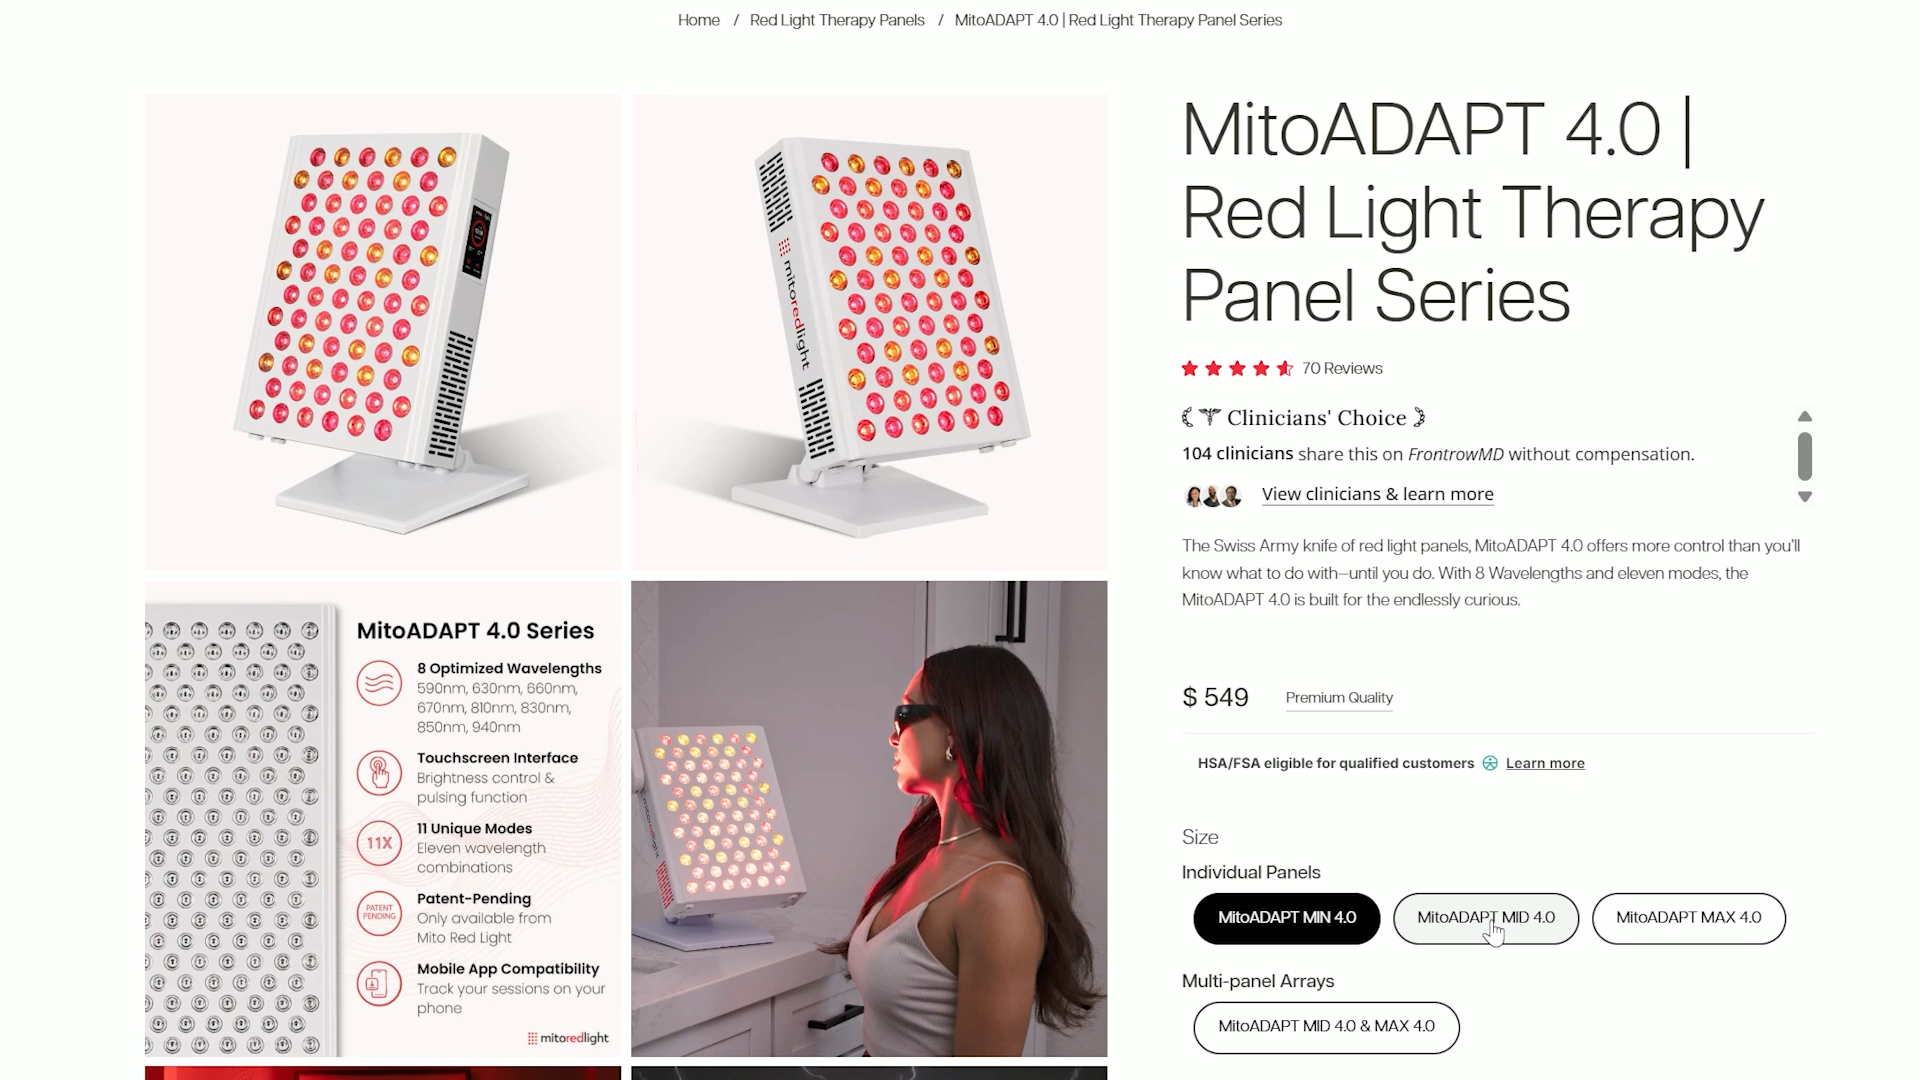 Home / Red Light Therapy Panels / MitoADAPT 4.0 | Red Light Therapy Panel Series
mitoredlight
MitoADAPT 4.0 Series
8 Optimized Wavelengths
590nm, 630nm, 660nm,
670nm, 810nm, 830nm,
850nm, 940nm
Touchscreen Interface
Brightness control &
pulsing function
11X
11 Unique Modes
Eleven wavelength
combinations
PATENT
PENDING
Patent-Pending
Only available from
Mito Red Light
Mobile App Compatibility
Track your sessions on your
phone
mitoredlight
mitoredlight
MitoADAPT 4.0 |
Red Light Therapy
Panel Series
70 Reviews
Clinicians' Choice
104 clinicians share this on FrontrowMD without compensation.
View clinicians & learn more
The Swiss Army knife of red light panels, MitoADAPT 4.0 offers more control than you'll
know what to do with—until you do. With 8 Wavelengths and eleven modes, the
MitoADAPT 4.0 is built for the endlessly curious.
$ 549 Premium Quality
HSA/FSA eligible for qualified customers Learn more
Size
Individual Panels
MitoADAPT MIN 4.0 MitoADAPT MID 4.0 MitoADAPT MAX 4.0
Multi-panel Arrays
MitoADAPT MID 4.0 & MAX 4.0